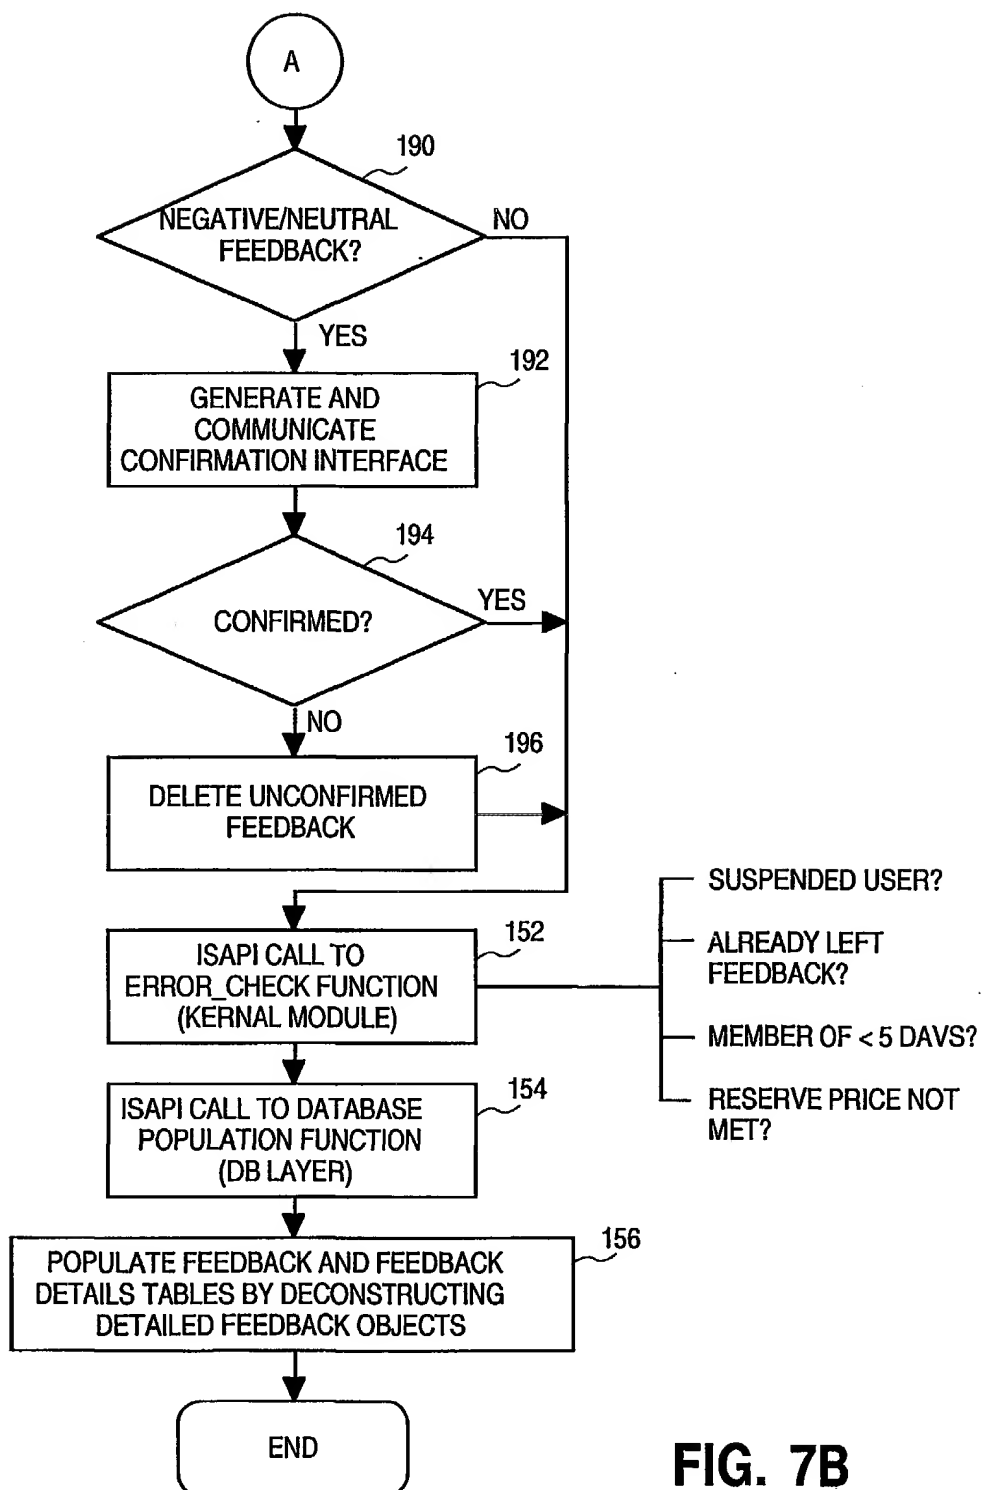 A
190
NEGATIVE/NEUTRAL
FEEDBACK?
NO
YES
192
GENERATE AND
COMMUNICATE
CONFIRMATION INTERFACE
194
CONFIRMED?
YES
NO
196
DELETE UNCONFIRMED
FEEDBACK
152
ISAPI CALL TO
ERROR_CHECK FUNCTION
(KERNAL MODULE)
SUSPENDED USER?
ALREADY LEFT
FEEDBACK?
MEMBER OF < 5 DAVS?
RESERVE PRICE NOT
MET?
154
ISAPI CALL TO DATABASE
POPULATION FUNCTION
(DB LAYER)
156
POPULATE FEEDBACK AND FEEDBACK
DETAILS TABLES BY DECONSTRUCTING
DETAILED FEEDBACK OBJECTS
END
FIG. 7B